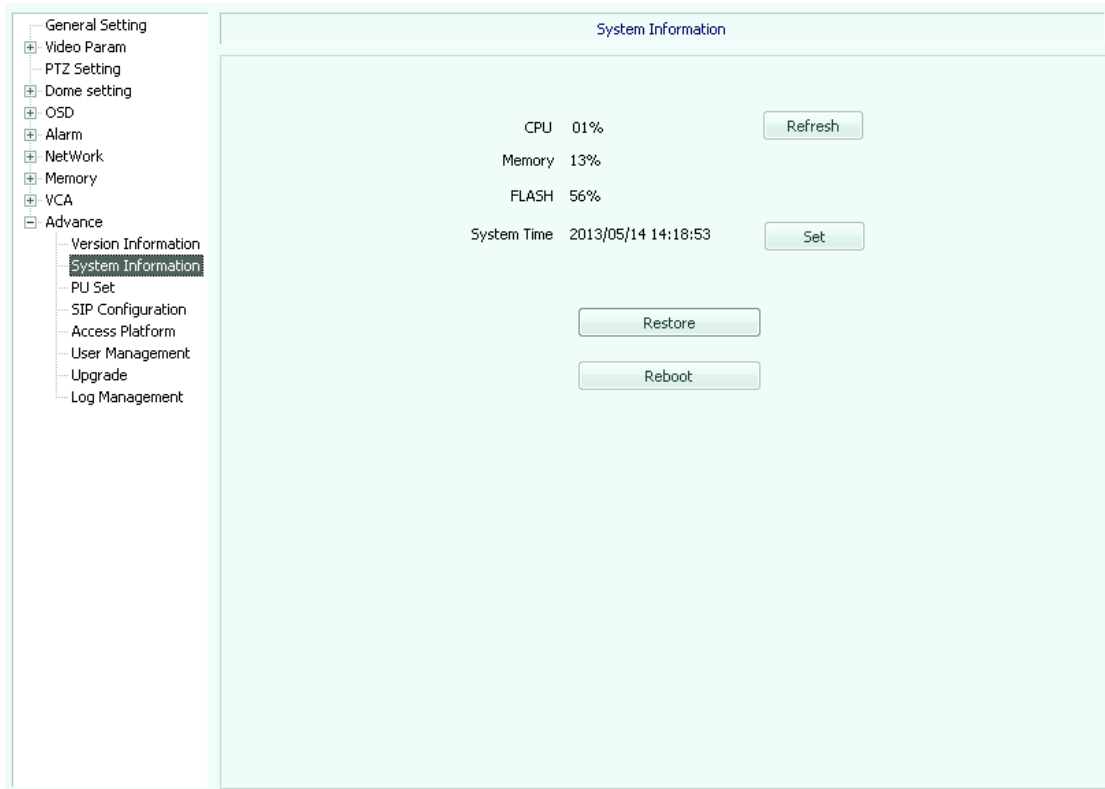 General Setting
Video Param
PTZ Setting
Dome setting
OSD
Alarm
NetWork
Memory
VCA
Advance
Version Information
System Information
PU Set
SIP Configuration
Access Platform
User Management
Upgrade
Log Management
System Information
CPU 01% Refresh
Memory 13%
FLASH 56%
System Time 2013/05/14 14:18:53 Set
Restore
Reboot